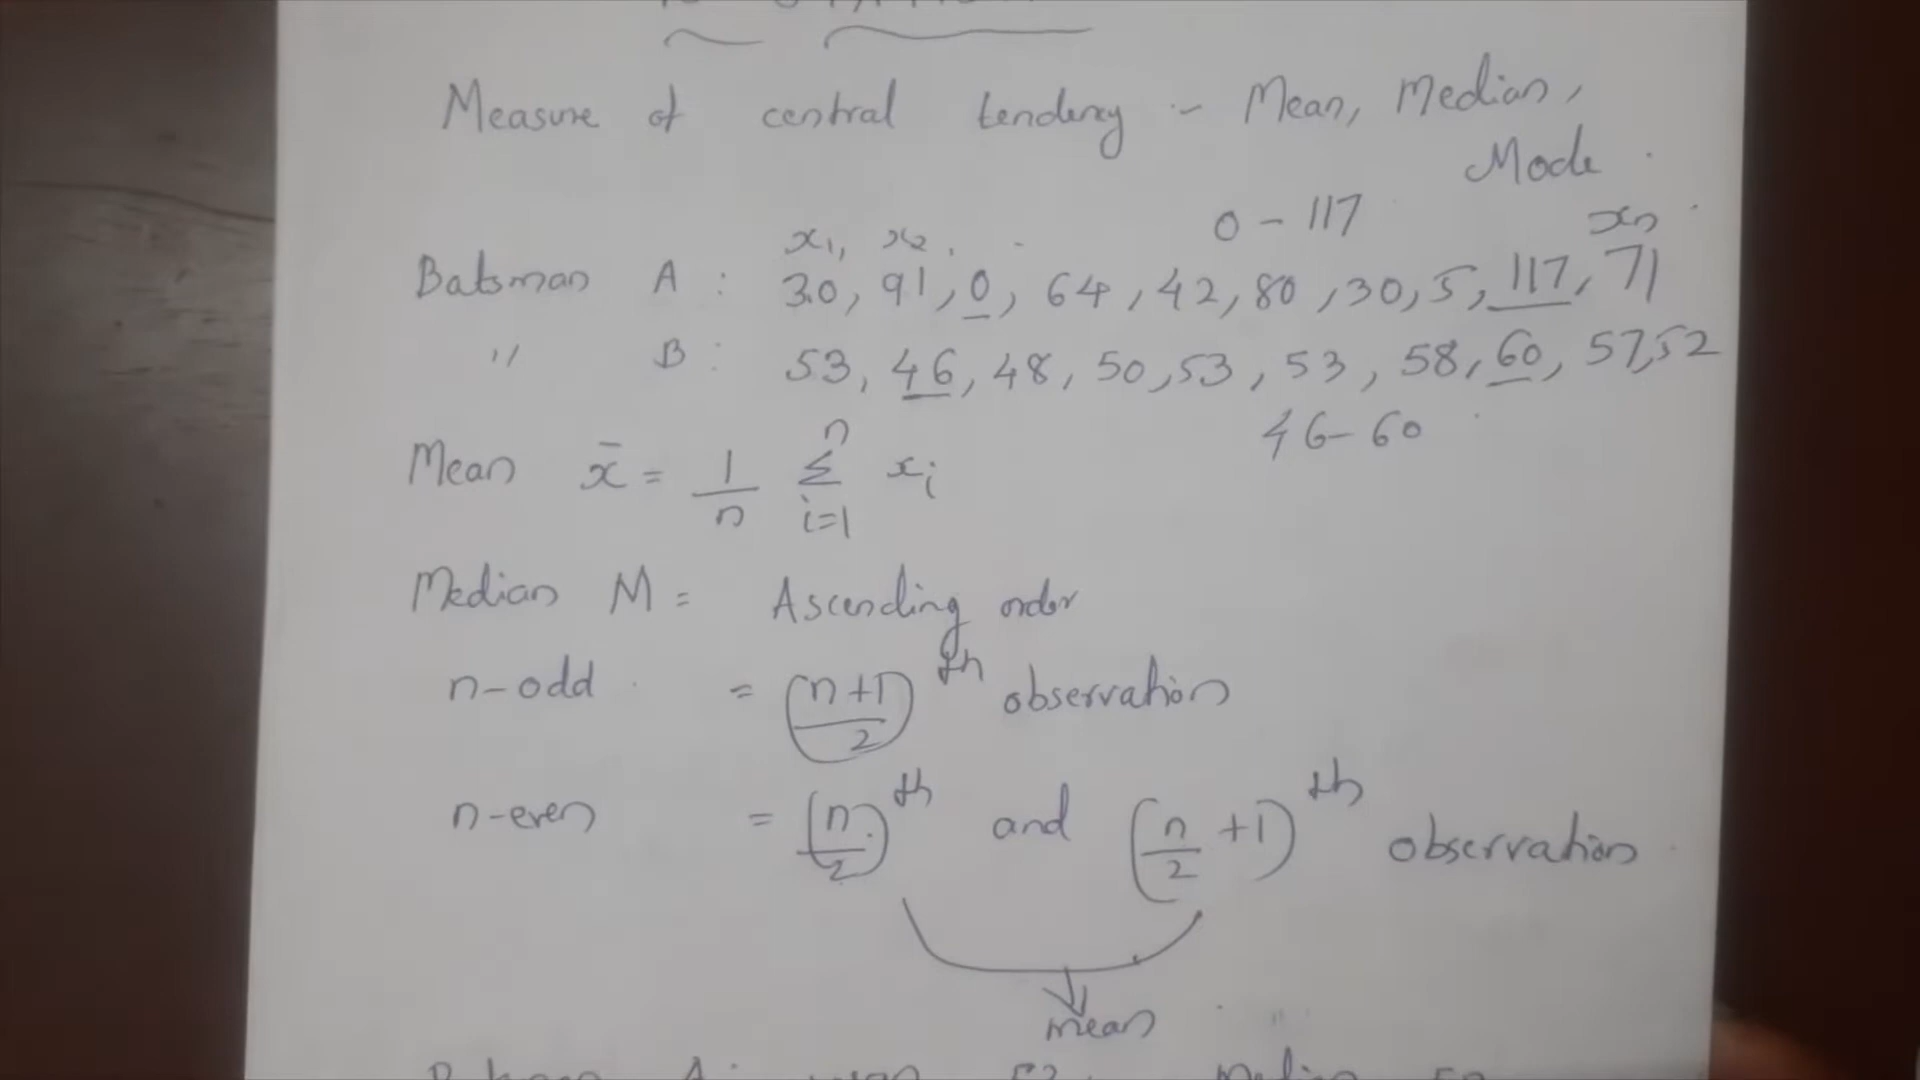 Measure of central tendency - Mean, Median,
Mode.
0 - 117
x1, x2, . - xn
Batsman A : 30, 91, 0, 64, 42, 80, 30, 5, 117, 71
" B : 53, 46, 48, 50, 53, 53, 58, 60, 57, 52
46 - 60
Mean x̄ = 1/n Σ_{i=1}^{n} xi
Median M = Ascending order
n-odd = (n+1/2)th observation
n-even = (n/2)th and (n/2 +1)th observation
mean